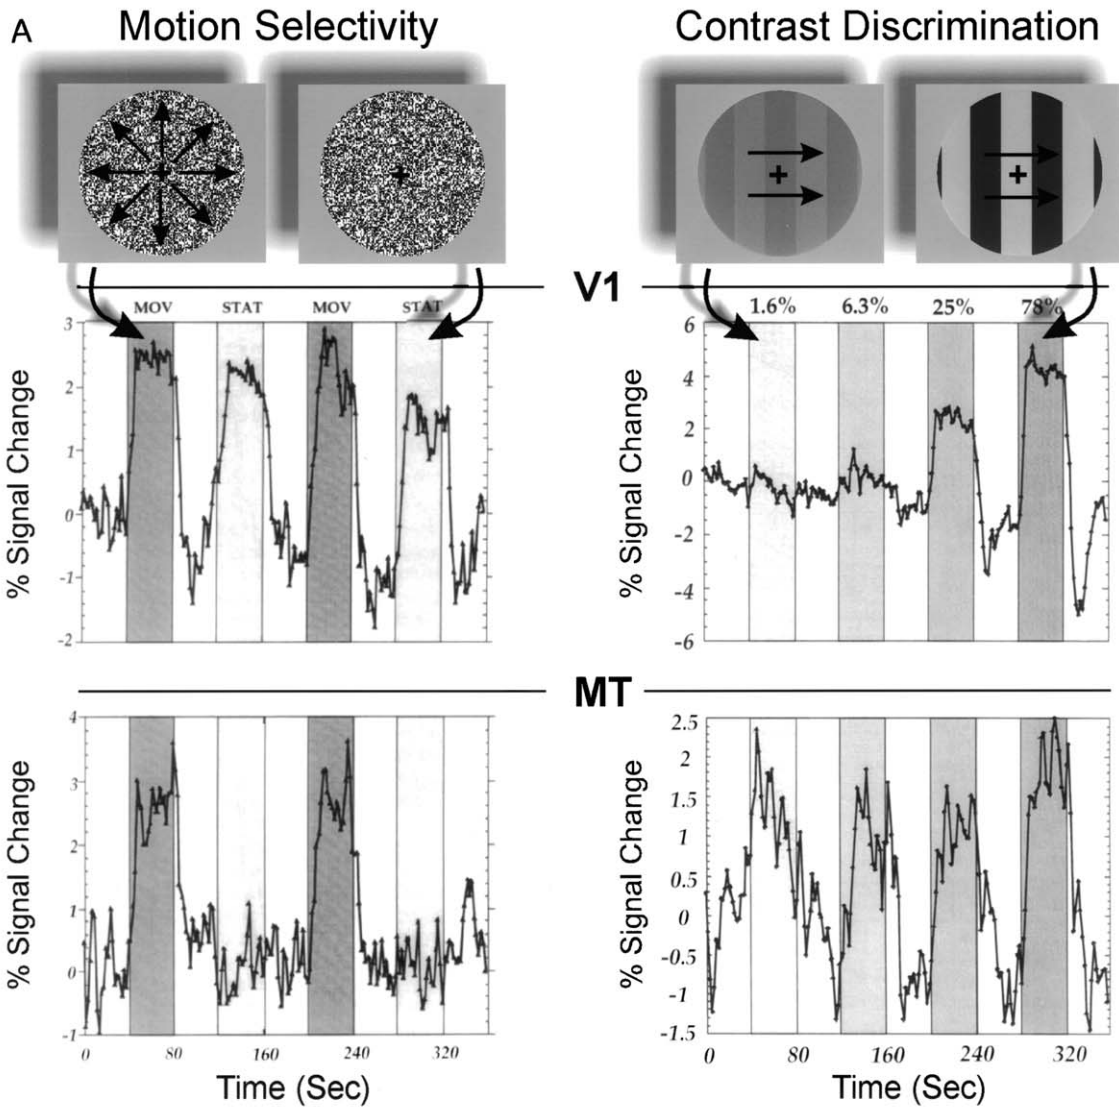 A
Motion Selectivity
Contrast Discrimination
V1
MOV STAT MOV STAT
1.6% 6.3% 25% 78%
% Signal Change
3
2
1
0
-1
-2
% Signal Change
6
4
2
0
-2
-4
-6
MT
% Signal Change
4
3
2
1
0
-1
0 80 160 240 320
Time (Sec)
% Signal Change
2.5
2
1.5
1
0.5
0
-0.5
-1
-1.5
0 80 160 240 320
Time (Sec)